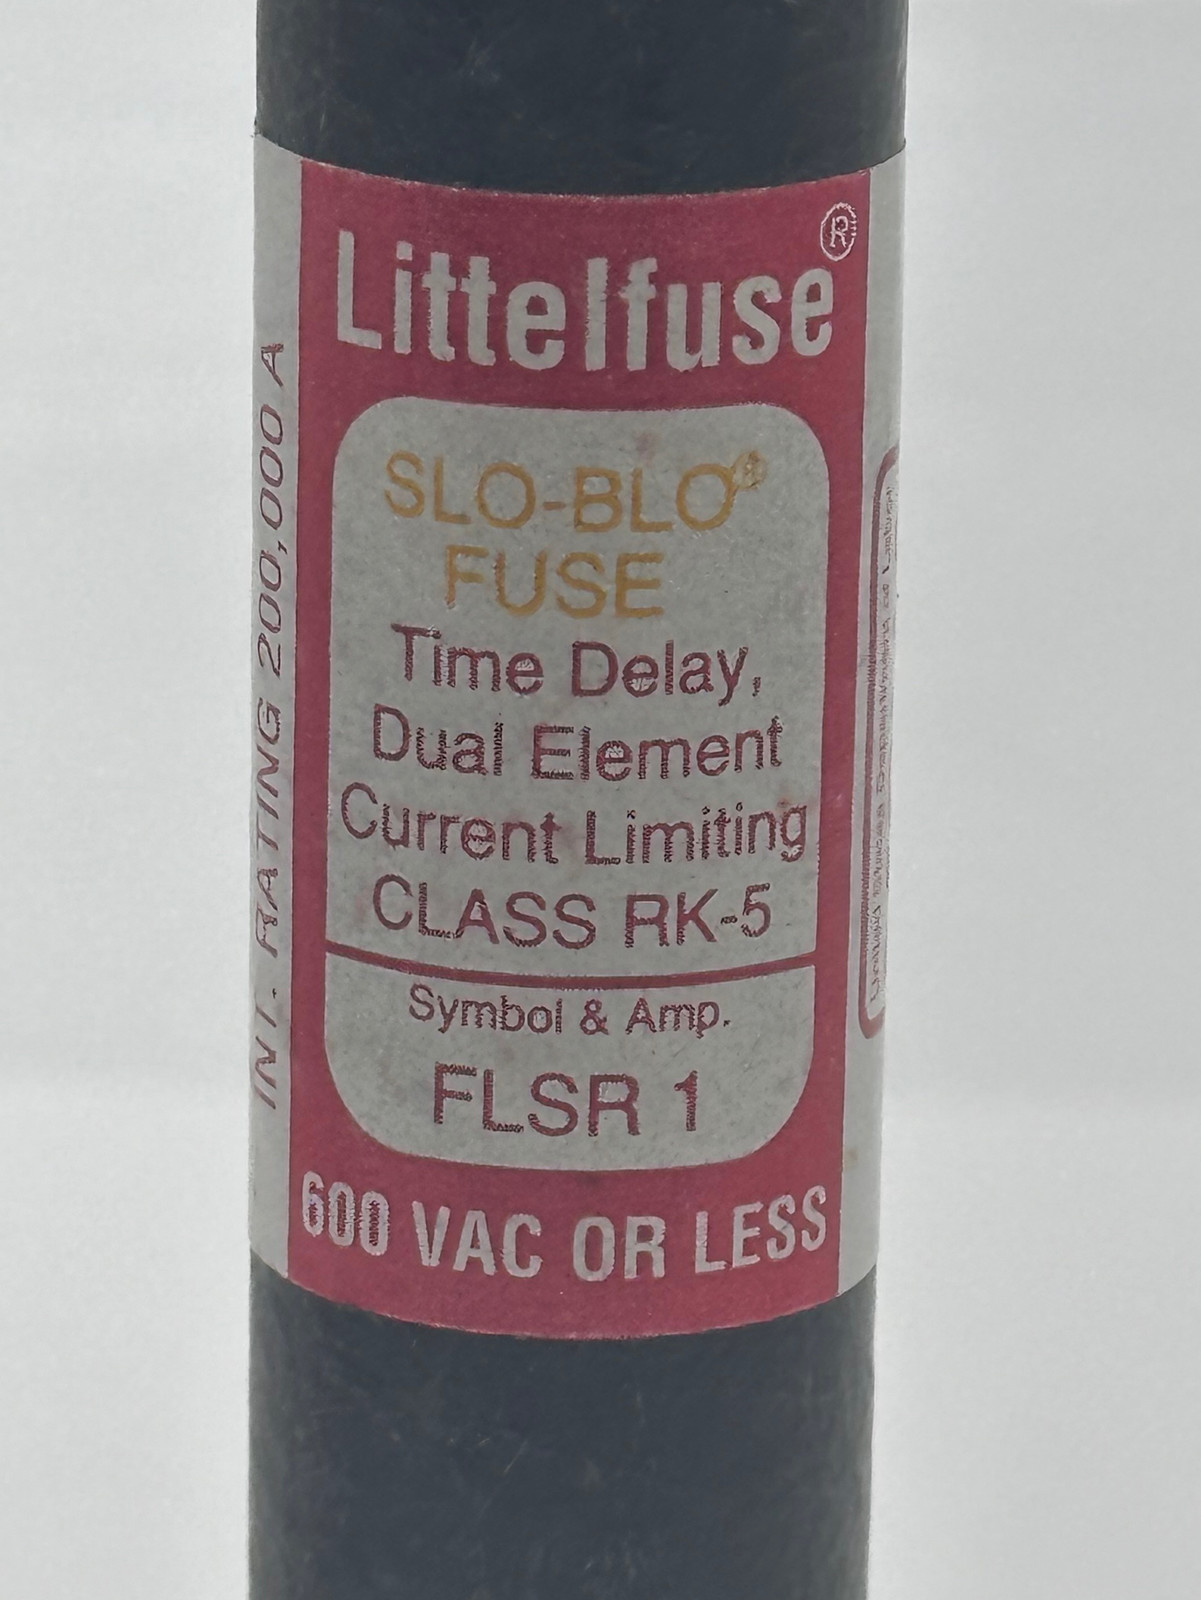 Littelfuse®
SLO-BLO®
FUSE
Time Delay,
Dual Element
Current Limiting
CLASS RK-5
Symbol & Amp.
FLSR 1
600 VAC OR LESS
INT. RATING 200,000 A